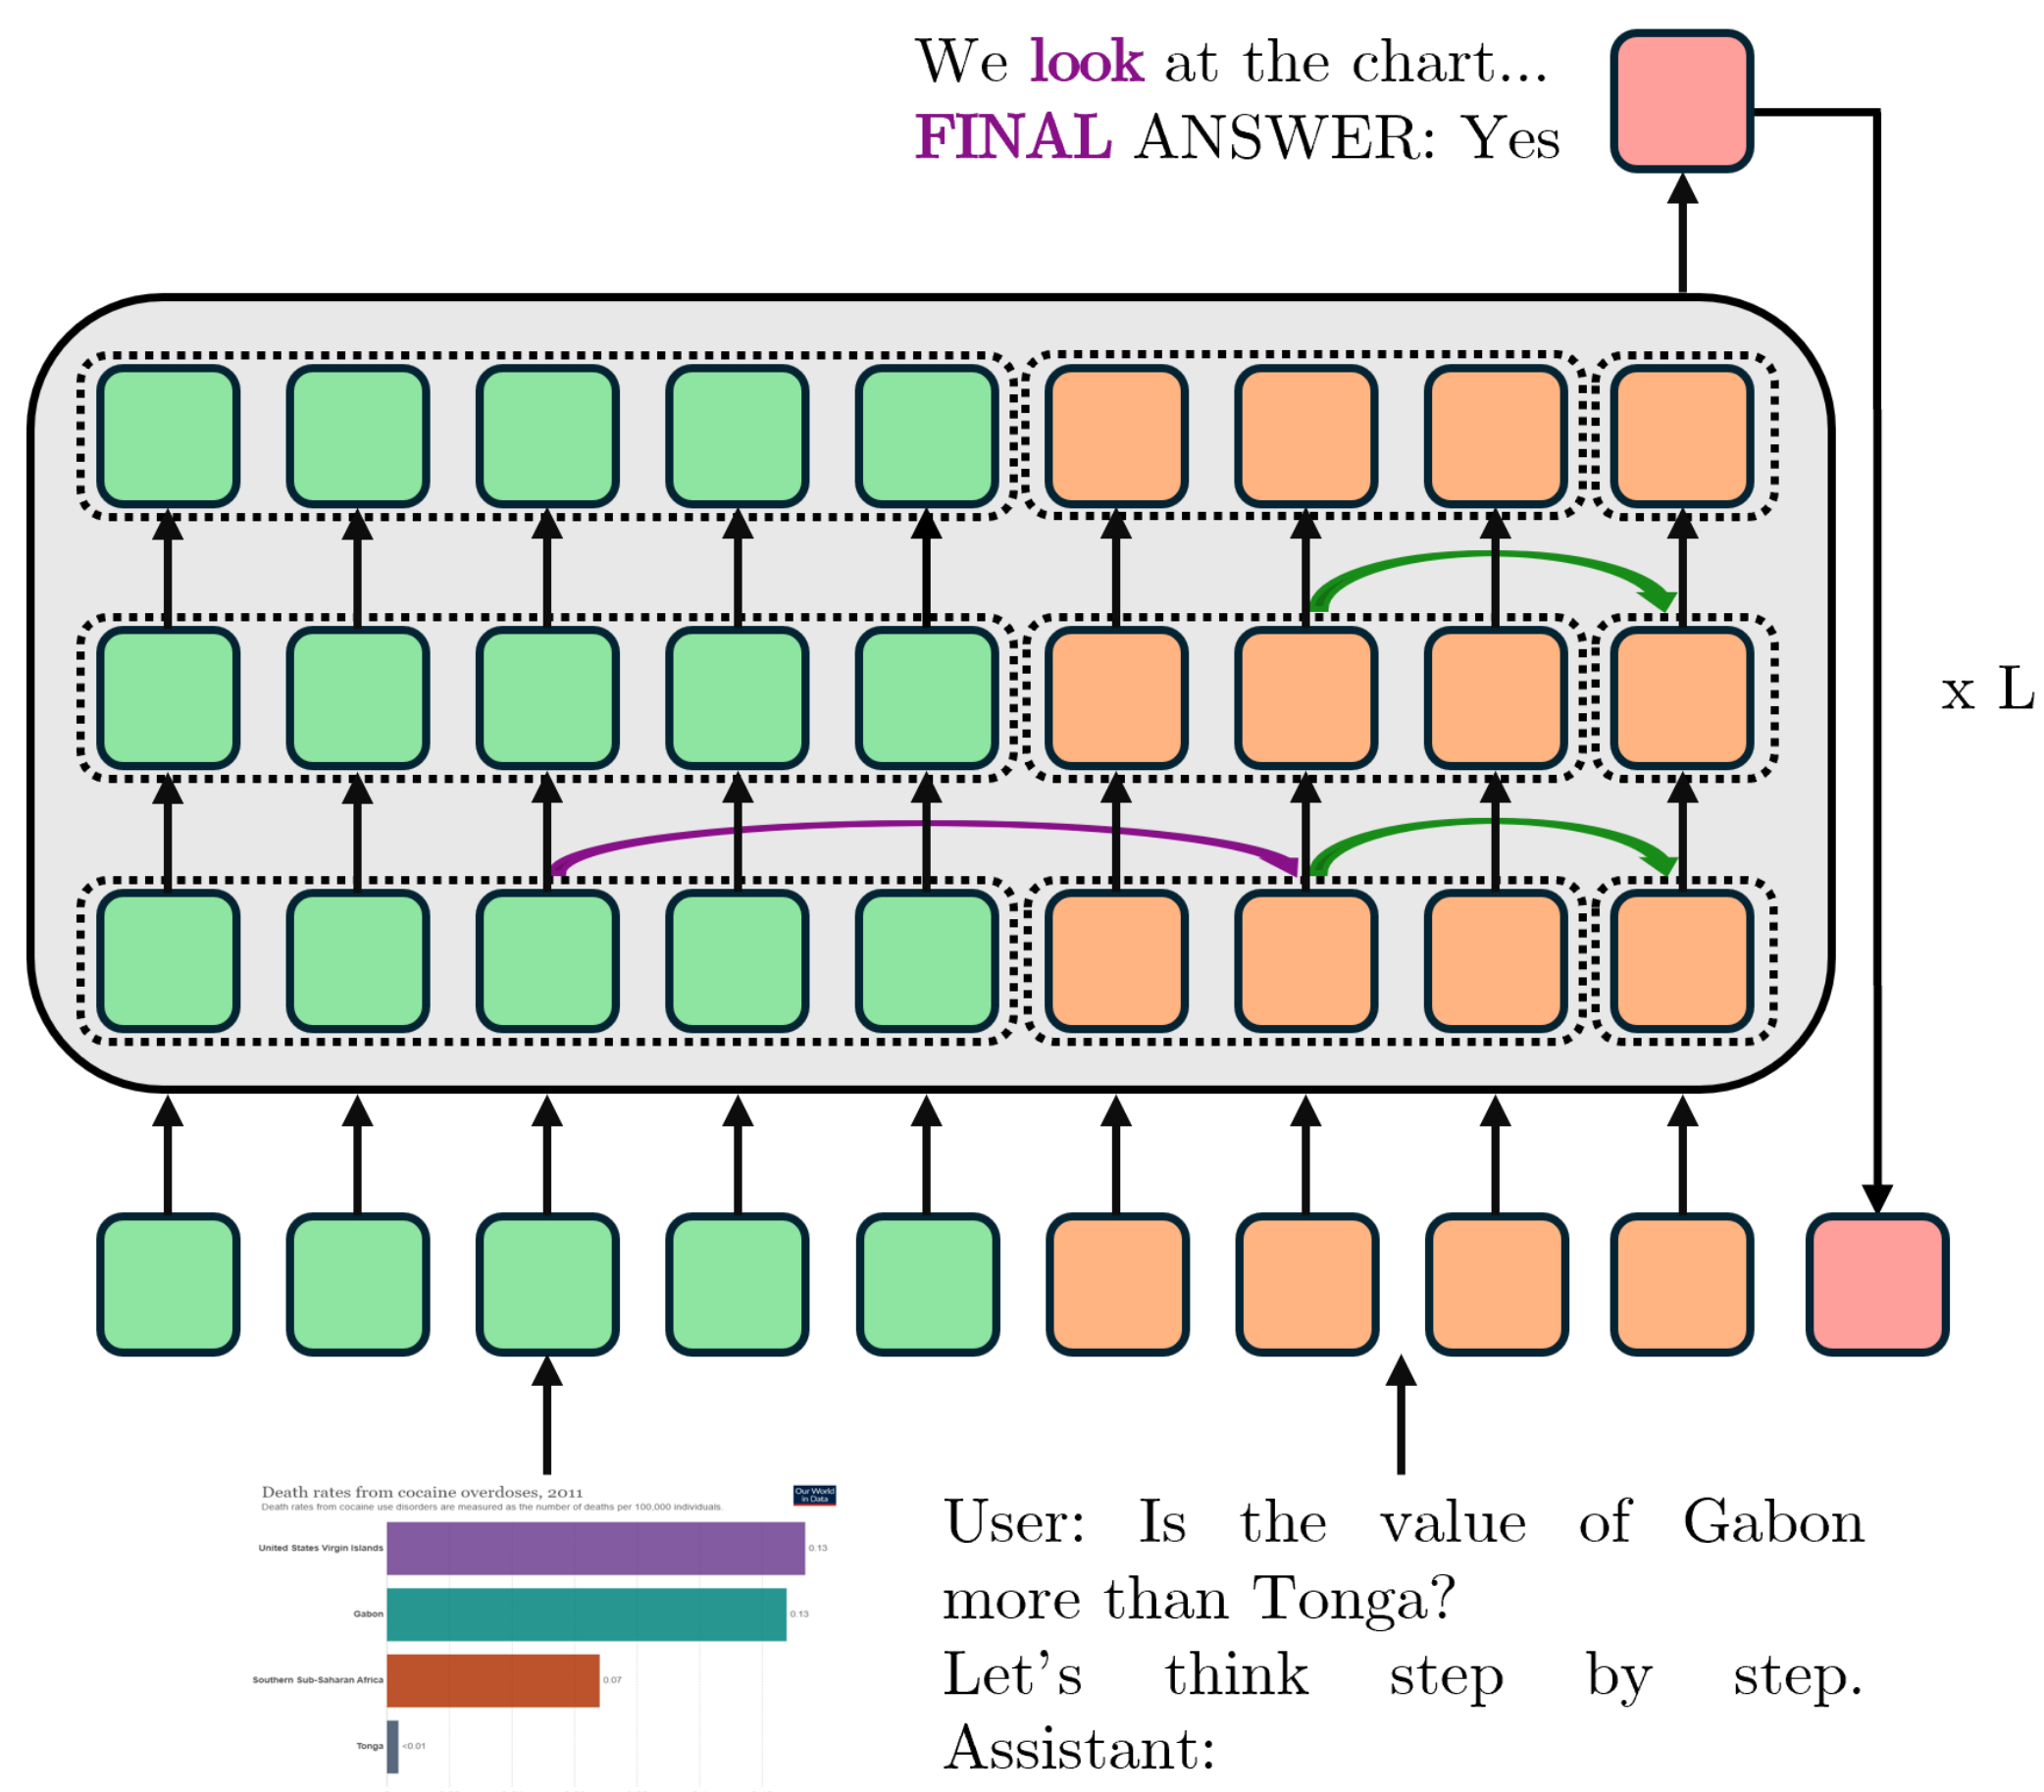 We look at the chart...
FINAL ANSWER: Yes
x L
Death rates from cocaine overdoses, 2011
Death rates from cocaine use disorders are measured as the number of deaths per 100,000 individuals.
Our World
in Data
United States Virgin Islands 0.13
Gabon 0.13
Southern Sub-Saharan Africa 0.07
Tonga <0.01
User: Is the value of Gabon
more than Tonga?
Let's think step by step.
Assistant: